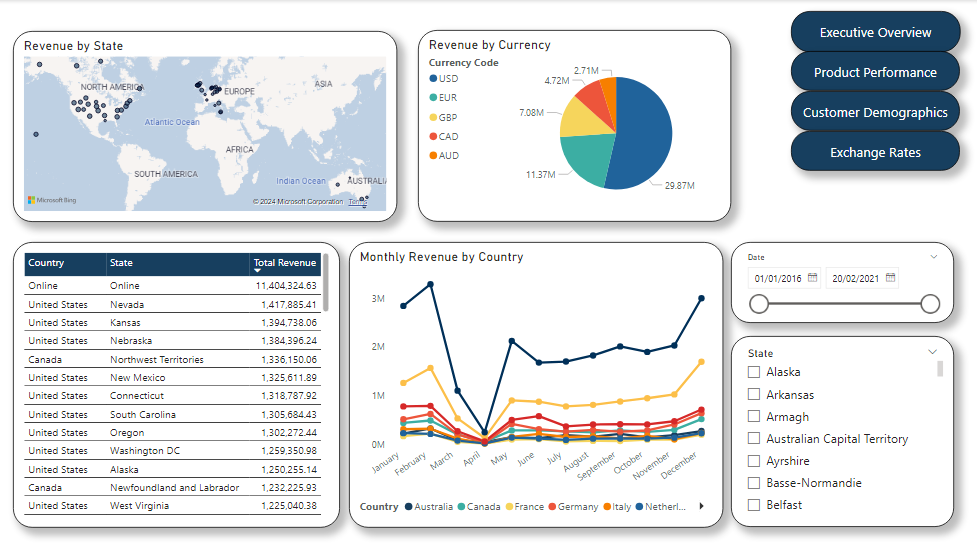 Revenue by State
NORTH AMERICA
EUROPE
ASIA
Atlantic Ocean
AFRICA
SOUTH AMERICA
Indian Ocean
AUSTRALI
Microsoft Bing
© 2024 Microsoft Corporation Terms
Revenue by Currency
Currency Code
USD
EUR
GBP
CAD
AUD
2.71M
4.72M
7.08M
11.37M
29.87M
Executive Overview
Product Performance
Customer Demographics
Exchange Rates
Country State Total Revenue
Online Online 11,404,324.63
United States Nevada 1,417,885.41
United States Kansas 1,394,738.06
United States Nebraska 1,384,396.24
Canada Northwest Territories 1,336,150.06
United States New Mexico 1,325,611.89
United States Connecticut 1,318,787.92
United States South Carolina 1,305,684.43
United States Oregon 1,302,272.44
United States Washington DC 1,259,350.98
United States Alaska 1,250,255.14
Canada Newfoundland and Labrador 1,232,225.93
United States West Virginia 1,225,040.38
Monthly Revenue by Country
3M
2M
1M
0M
January February March April May June July August September October November December
Country Australia Canada France Germany Italy Netherl...
Date
01/01/2016 20/02/2021
State
Alaska
Arkansas
Armagh
Australian Capital Territory
Ayrshire
Basse-Normandie
Belfast